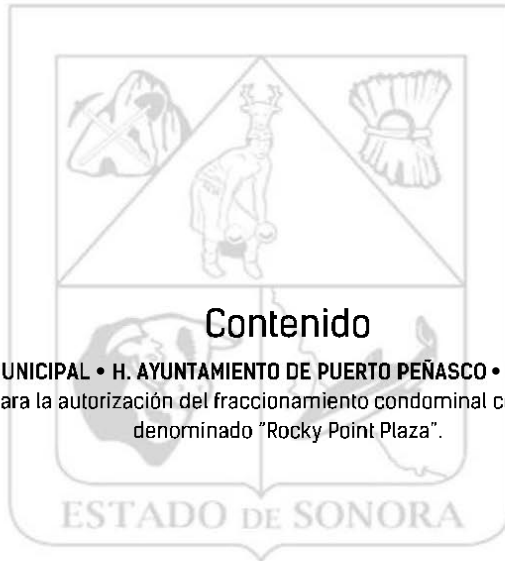 Contenido
UNICIPAL • H. AYUNTAMIENTO DE PUERTO PEÑASCO •
ara la autorización del fraccionamiento condominal c
denominado "Rocky Point Plaza".
ESTADO DE SONORA